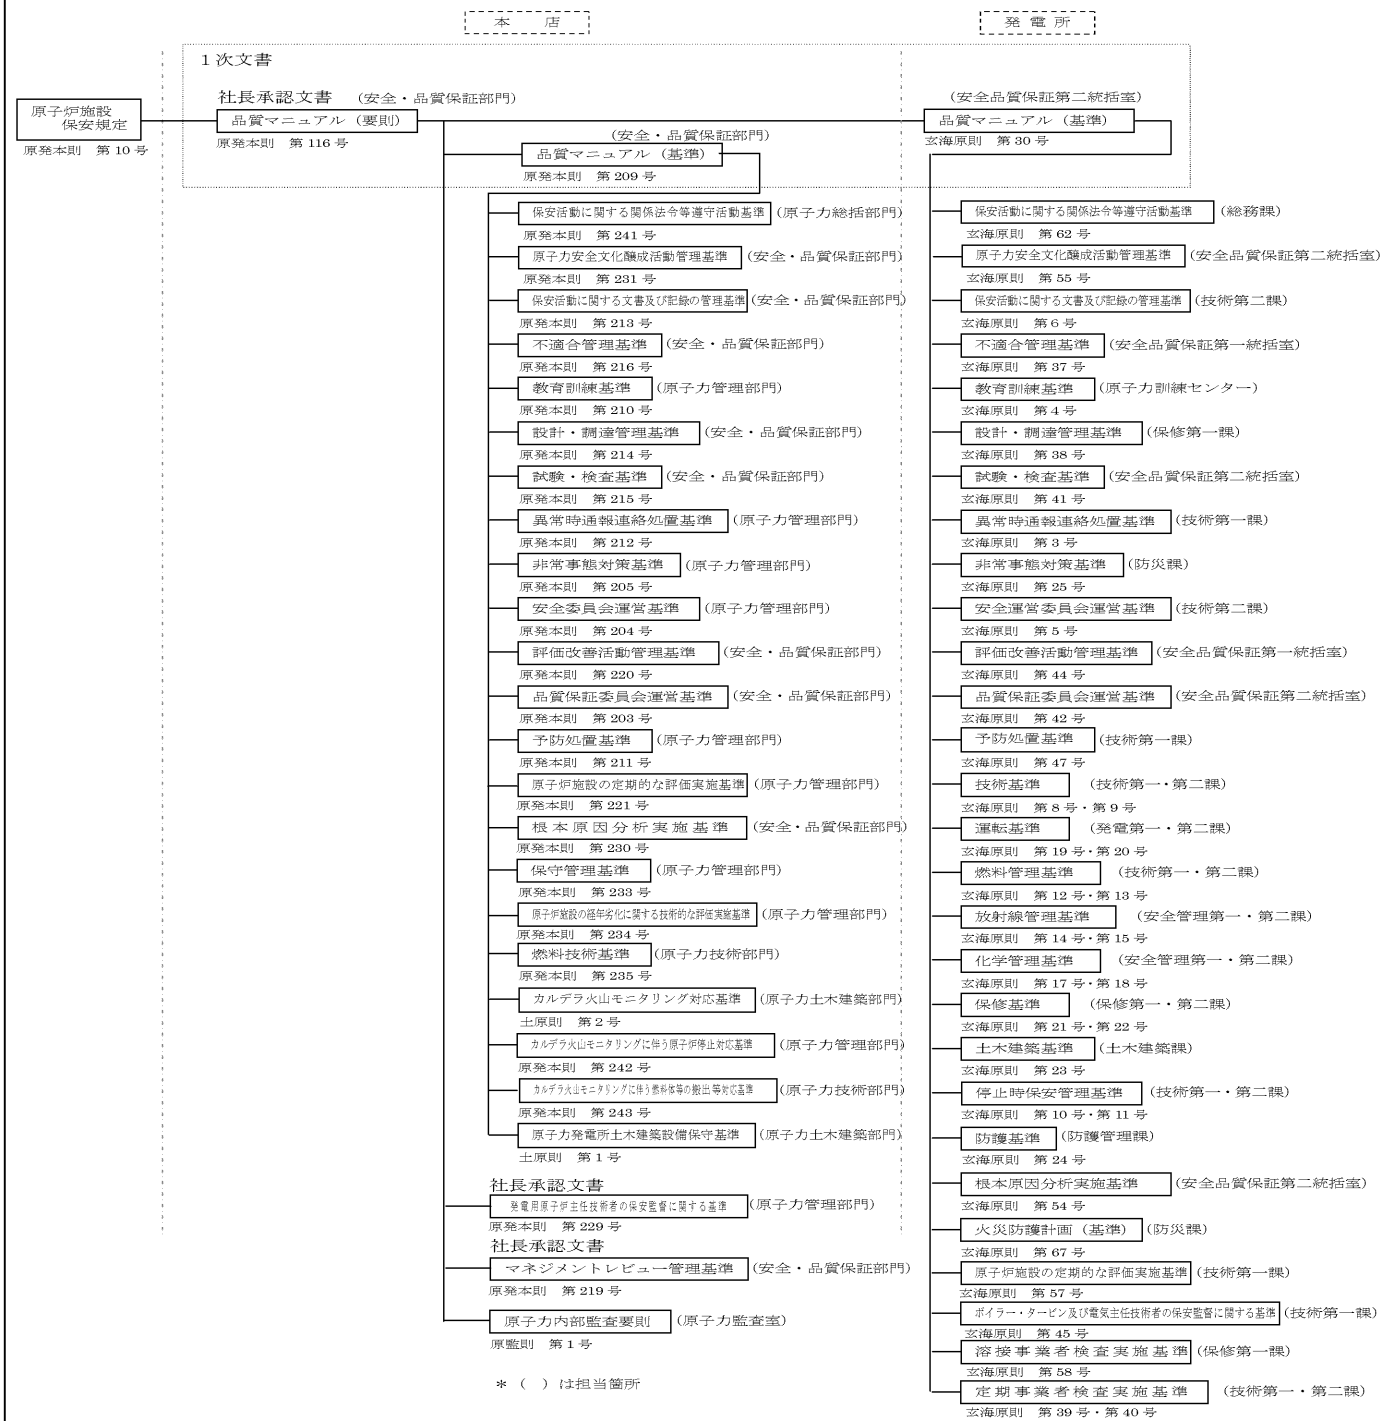 本　店
発 電 所
１次文書
社長承認文書 (安全・品質保証部門)
原子炉施設
保安規定
原発本則　第 10 号
品質マニュアル（要則）
原発本則　第 116 号
(安全・品質保証部門)
品質マニュアル（基準）
原発本則　第 209 号
(安全品質保証第二統括室)
品質マニュアル（基準）
玄海原則　第 30 号
保安活動に関する関係法令等遵守活動基準 (原子力総括部門)
原発本則　第 241 号
原子力安全文化醸成活動管理基準 (安全・品質保証部門)
原発本則　第 231 号
保安活動に関する文書及び記録の管理基準 (安全・品質保証部門)
原発本則　第 213 号
不適合管理基準 (安全・品質保証部門)
原発本則　第 216 号
教育訓練基準 (原子力管理部門)
原発本則　第 210 号
設計・調達管理基準 (安全・品質保証部門)
原発本則　第 214 号
試験・検査基準 (安全・品質保証部門)
原発本則　第 215 号
異常時通報連絡処置基準 (原子力管理部門)
原発本則　第 212 号
非常事態対策基準 (原子力管理部門)
原発本則　第 205 号
安全委員会運営基準 (原子力管理部門)
原発本則　第 204 号
評価改善活動管理基準 (安全・品質保証部門)
原発本則　第 220 号
品質保証委員会運営基準 (安全・品質保証部門)
原発本則　第 203 号
予防処置基準 (原子力管理部門)
原発本則　第 211 号
原子炉施設の定期的な評価実施基準 (原子力管理部門)
原発本則　第 221 号
根本原因分析実施基準 (安全・品質保証部門)
原発本則　第 230 号
保守管理基準 (原子力管理部門)
原発本則　第 233 号
原子炉施設の経年劣化に関する技術的な評価実施基準 (原子力管理部門)
原発本則　第 234 号
燃料技術基準 (原子力技術部門)
原発本則　第 235 号
カルデラ火山モニタリング対応基準 (原子力土木建築部門)
土原則　第 2 号
カルデラ火山モニタリングに伴う原子炉停止対応基準 (原子力管理部門)
原発本則　第 242 号
カルデラ火山モニタリングに伴う燃料体等の搬出等対応基準 (原子力技術部門)
原発本則　第 243 号
原子力発電所土木建築設備保守基準 (原子力土木建築部門)
土原則　第 1 号
社長承認文書
発電用原子炉主任技術者の保安監督に関する基準 (原子力管理部門)
原発本則　第 229 号
社長承認文書
マネジメントレビュー管理基準 (安全・品質保証部門)
原発本則　第 219 号
原子力内部監査要則 (原子力監査室)
原監則　第 1 号
＊（　）は担当箇所
保安活動に関する関係法令等遵守活動基準 (総務課)
玄海原則　第 62 号
原子力安全文化醸成活動管理基準 (安全品質保証第二統括室)
玄海原則　第 55 号
保安活動に関する文書及び記録の管理基準 (技術第二課)
玄海原則　第 6 号
不適合管理基準 (安全品質保証第一統括室)
玄海原則　第 37 号
教育訓練基準 (原子力訓練センター)
玄海原則　第 4 号
設計・調達管理基準 (保修第一課)
玄海原則　第 38 号
試験・検査基準 (安全品質保証第二統括室)
玄海原則　第 41 号
異常時通報連絡処置基準 (技術第一課)
玄海原則　第 3 号
非常事態対策基準 (防災課)
玄海原則　第 25 号
安全運営委員会運営基準 (技術第二課)
玄海原則　第 5 号
評価改善活動管理基準 (安全品質保証第一統括室)
玄海原則　第 44 号
品質保証委員会運営基準 (安全品質保証第二統括室)
玄海原則　第 42 号
予防処置基準 (技術第一課)
玄海原則　第 47 号
技術基準 (技術第一・第二課)
玄海原則　第 8 号・第 9 号
運転基準 (発電第一・第二課)
玄海原則　第 19 号・第 20 号
燃料管理基準 (技術第一・第二課)
玄海原則　第 12 号・第 13 号
放射線管理基準 (安全管理第一・第二課)
玄海原則　第 14 号・第 15 号
化学管理基準 (安全管理第一・第二課)
玄海原則　第 17 号・第 18 号
保修基準 (保修第一・第二課)
玄海原則　第 21 号・第 22 号
土木建築基準 (土木建築課)
玄海原則　第 23 号
停止時保安管理基準 (技術第一・第二課)
玄海原則　第 10 号・第 11 号
防護基準 (防護管理課)
玄海原則　第 24 号
根本原因分析実施基準 (安全品質保証第二統括室)
玄海原則　第 54 号
火災防護計画（基準） (防災課)
玄海原則　第 67 号
原子炉施設の定期的な評価実施基準 (技術第一課)
玄海原則　第 57 号
ボイラー・タービン及び電気主任技術者の保安監督に関する基準 (技術第一課)
玄海原則　第 45 号
溶接事業者検査実施基準 (保修第一課)
玄海原則　第 58 号
定期事業者検査実施基準 (技術第一・第二課)
玄海原則　第 39 号・第 40 号